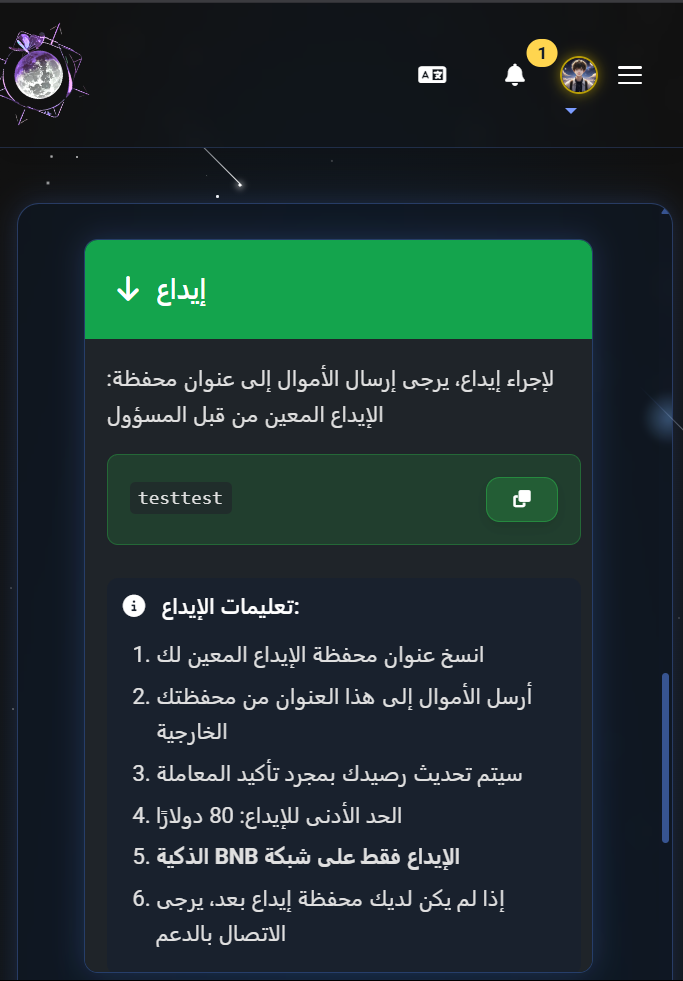 1
إيداع
لإجراء إيداع، يرجى إرسال الأموال إلى عنوان محفظة:
الإيداع المعين من قبل المسؤول
testtest
تعليمات الإيداع:
1. انسخ عنوان محفظة الإيداع المعين لك
2. أرسل الأموال إلى هذا العنوان من محفظتك
الخارجية
3. سيتم تحديث رصيدك بمجرد تأكيد المعاملة
4. الحد الأدنى للإيداع: 80 دولارًا
5. الإيداع فقط على شبكة BNB الذكية
6. إذا لم يكن لديك محفظة إيداع بعد، يرجى
الاتصال بالدعم